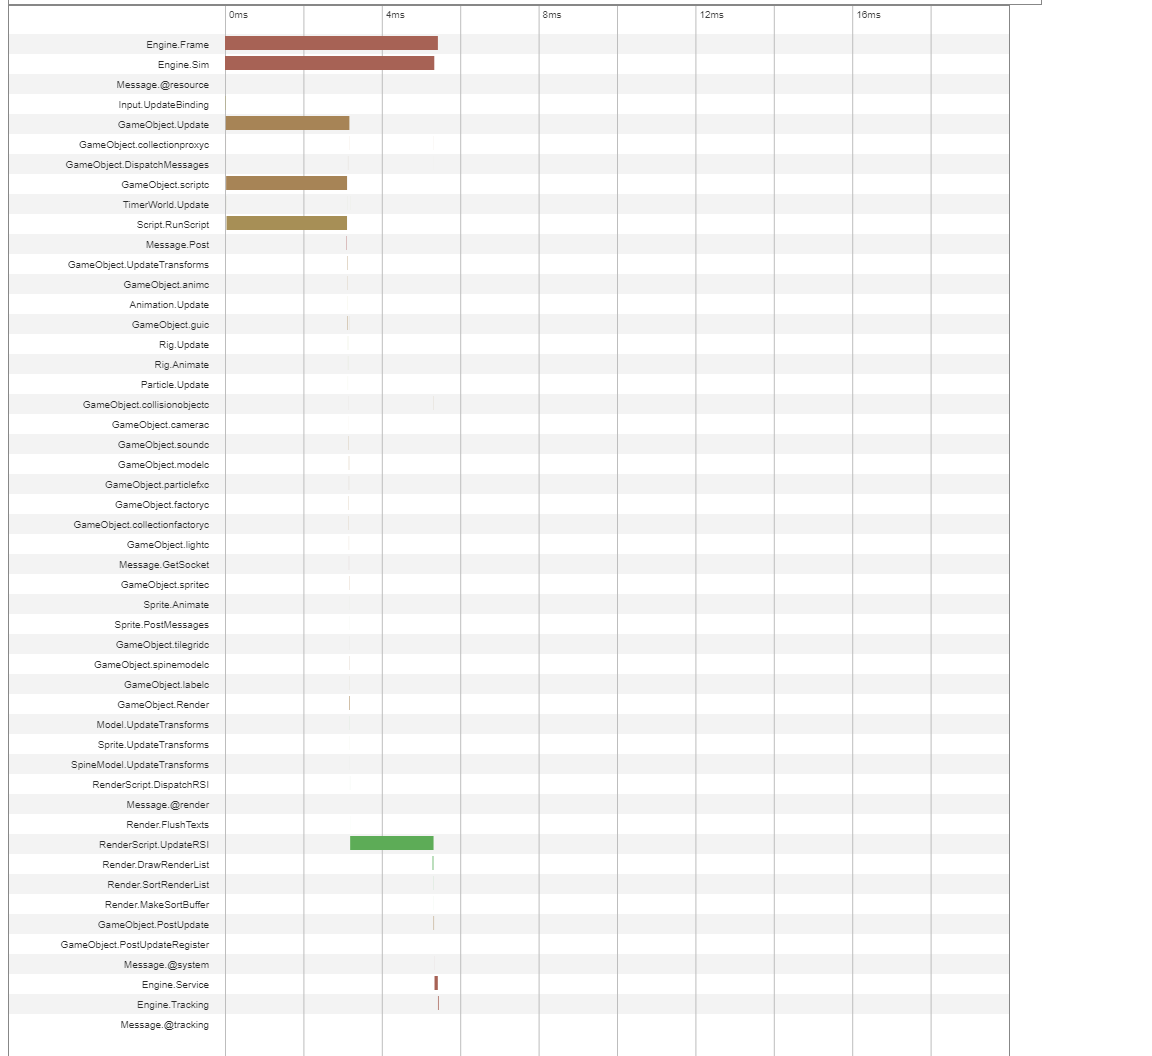 0ms 4ms 8ms 12ms 16ms
Engine.Frame
Engine.Sim
Message.@resource
Input.UpdateBinding
GameObject.Update
GameObject.collectionproxyc
GameObject.DispatchMessages
GameObject.scriptc
TimerWorld.Update
Script.RunScript
Message.Post
GameObject.UpdateTransforms
GameObject.animc
Animation.Update
GameObject.guic
Rig.Update
Rig.Animate
Particle.Update
GameObject.collisionobjectc
GameObject.camerac
GameObject.soundc
GameObject.modelc
GameObject.particlefxc
GameObject.factoryc
GameObject.collectionfactoryc
GameObject.lightc
Message.GetSocket
GameObject.spritec
Sprite.Animate
Sprite.PostMessages
GameObject.tilegridc
GameObject.spinemodelc
GameObject.labelc
GameObject.Render
Model.UpdateTransforms
Sprite.UpdateTransforms
SpineModel.UpdateTransforms
RenderScript.DispatchRSI
Message.@render
Render.FlushTexts
RenderScript.UpdateRSI
Render.DrawRenderList
Render.SortRenderList
Render.MakeSortBuffer
GameObject.PostUpdate
GameObject.PostUpdateRegister
Message.@system
Engine.Service
Engine.Tracking
Message.@tracking